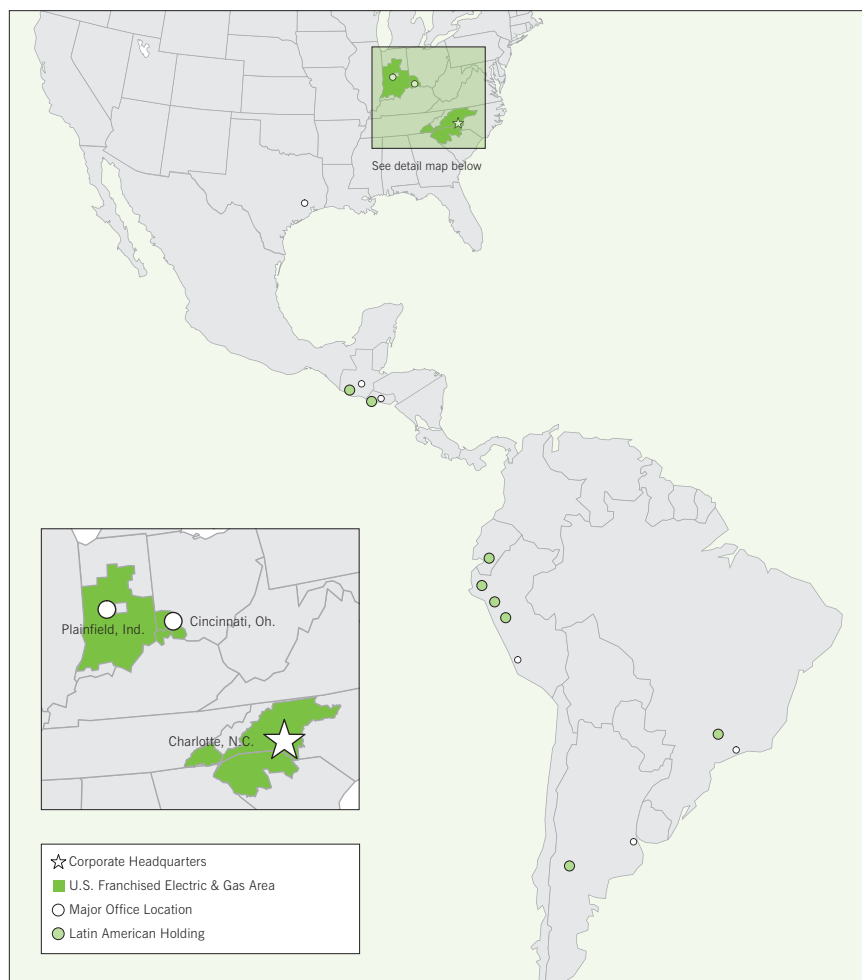 See detail map below
Plainfield, Ind.
Cincinnati, Oh.
Charlotte, N.C.
Corporate Headquarters
U.S. Franchised Electric & Gas Area
Major Office Location
Latin American Holding